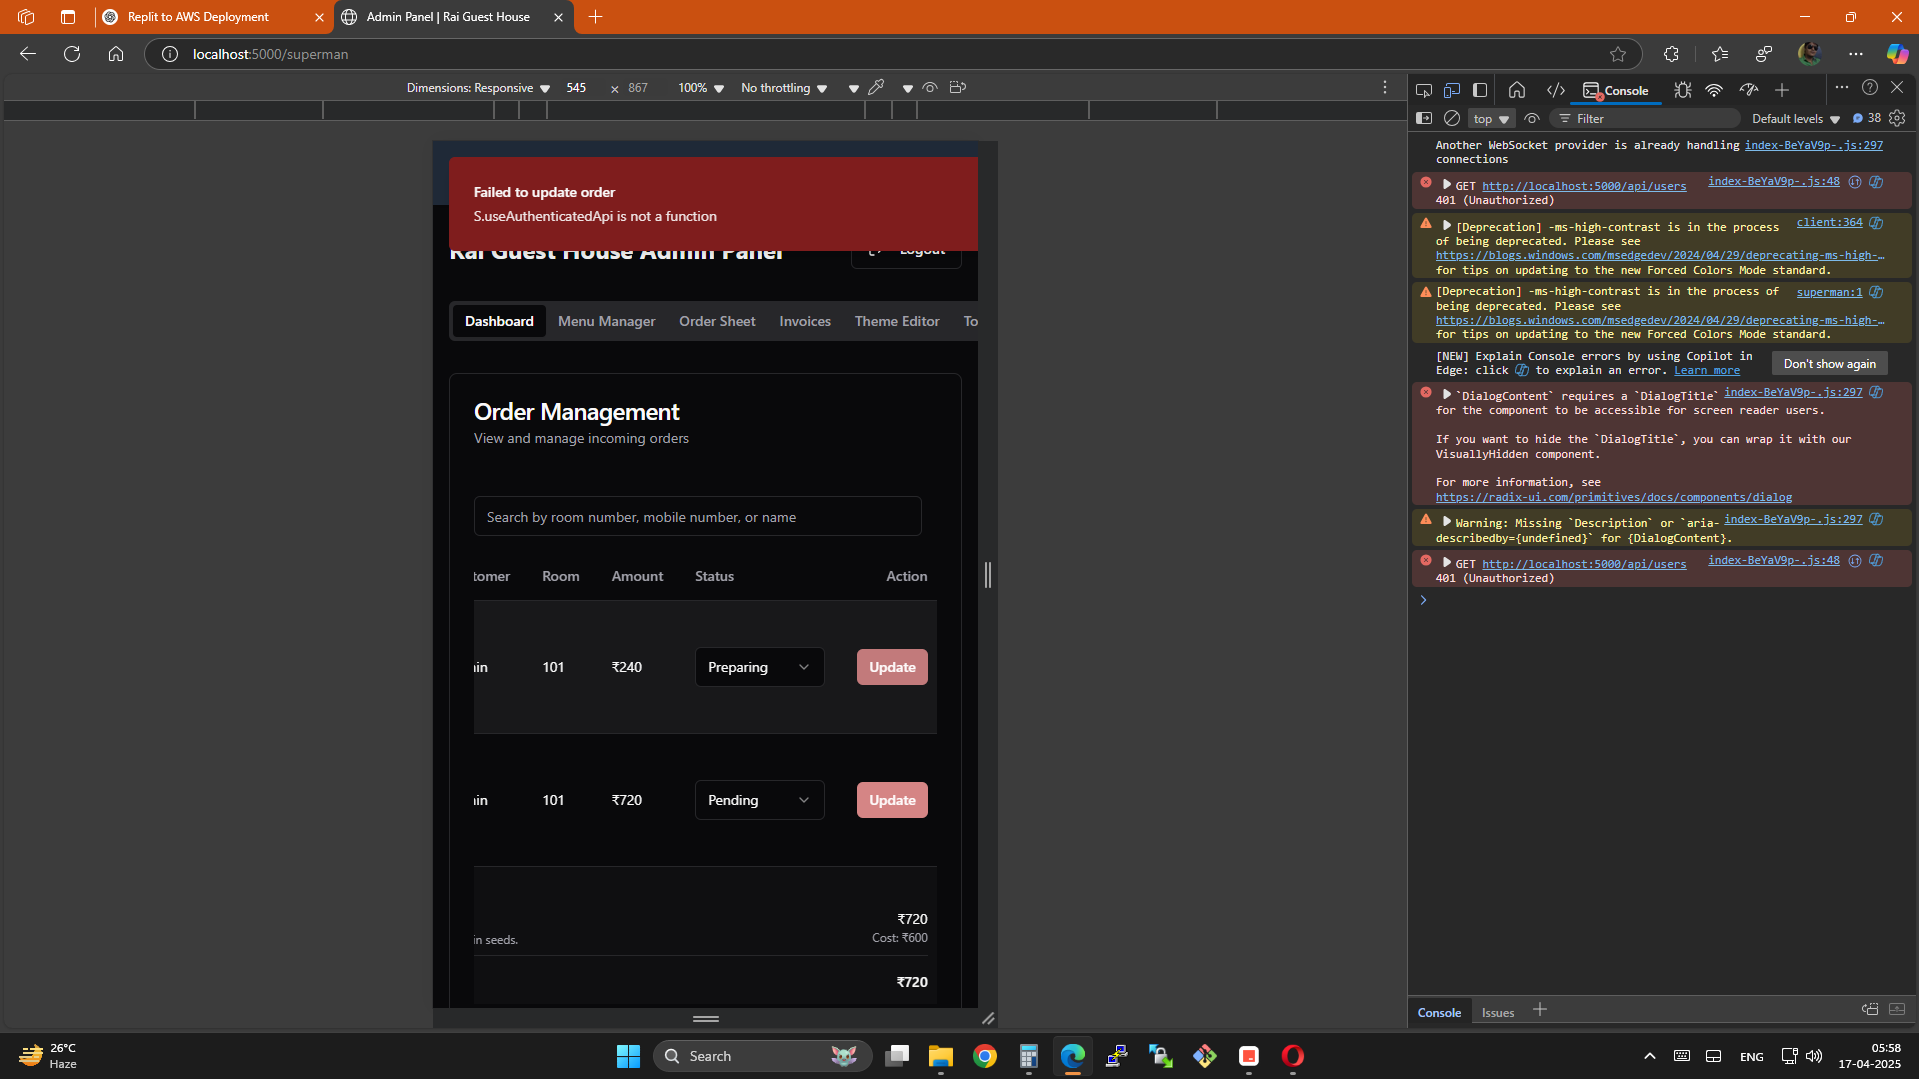 Replit to AWS Deployment
Admin Panel | Rai Guest House
localhost:5000/superman
Dimensions: Responsive 545 × 867 100% No throttling
Console
top Filter Default levels 38
Failed to update order
S.useAuthenticatedApi is not a function
Rai Guest House Admin Panel
Logout
Dashboard Menu Manager Order Sheet Invoices Theme Editor To
Order Management
View and manage incoming orders
Search by room number, mobile number, or name
tomer Room Amount Status Action
in 101 ₹240 Preparing Update
in 101 ₹720 Pending Update
₹720
in seeds. Cost: ₹600
₹720
Another WebSocket provider is already handling index-BeYaV9p-.js:297
connections
GET http://localhost:5000/api/users index-BeYaV9p-.js:48
401 (Unauthorized)
[Deprecation] -ms-high-contrast is in the process client:364
of being deprecated. Please see
https://blogs.windows.com/msedgedev/2024/04/29/deprecating-ms-high-…
for tips on updating to the new Forced Colors Mode standard.
[Deprecation] -ms-high-contrast is in the process of superman:1
being deprecated. Please see
https://blogs.windows.com/msedgedev/2024/04/29/deprecating-ms-high-…
for tips on updating to the new Forced Colors Mode standard.
[NEW] Explain Console errors by using Copilot in
Edge: click to explain an error. Learn more
Don't show again
`DialogContent` requires a `DialogTitle` index-BeYaV9p-.js:297
for the component to be accessible for screen reader users.
If you want to hide the `DialogTitle`, you can wrap it with our
VisuallyHidden component.
For more information, see
https://radix-ui.com/primitives/docs/components/dialog
Warning: Missing `Description` or `aria- index-BeYaV9p-.js:297
describedby={undefined}` for {DialogContent}.
GET http://localhost:5000/api/users index-BeYaV9p-.js:48
401 (Unauthorized)
Console Issues
26°C
Haze
Search
ENG
05:58
17-04-2025